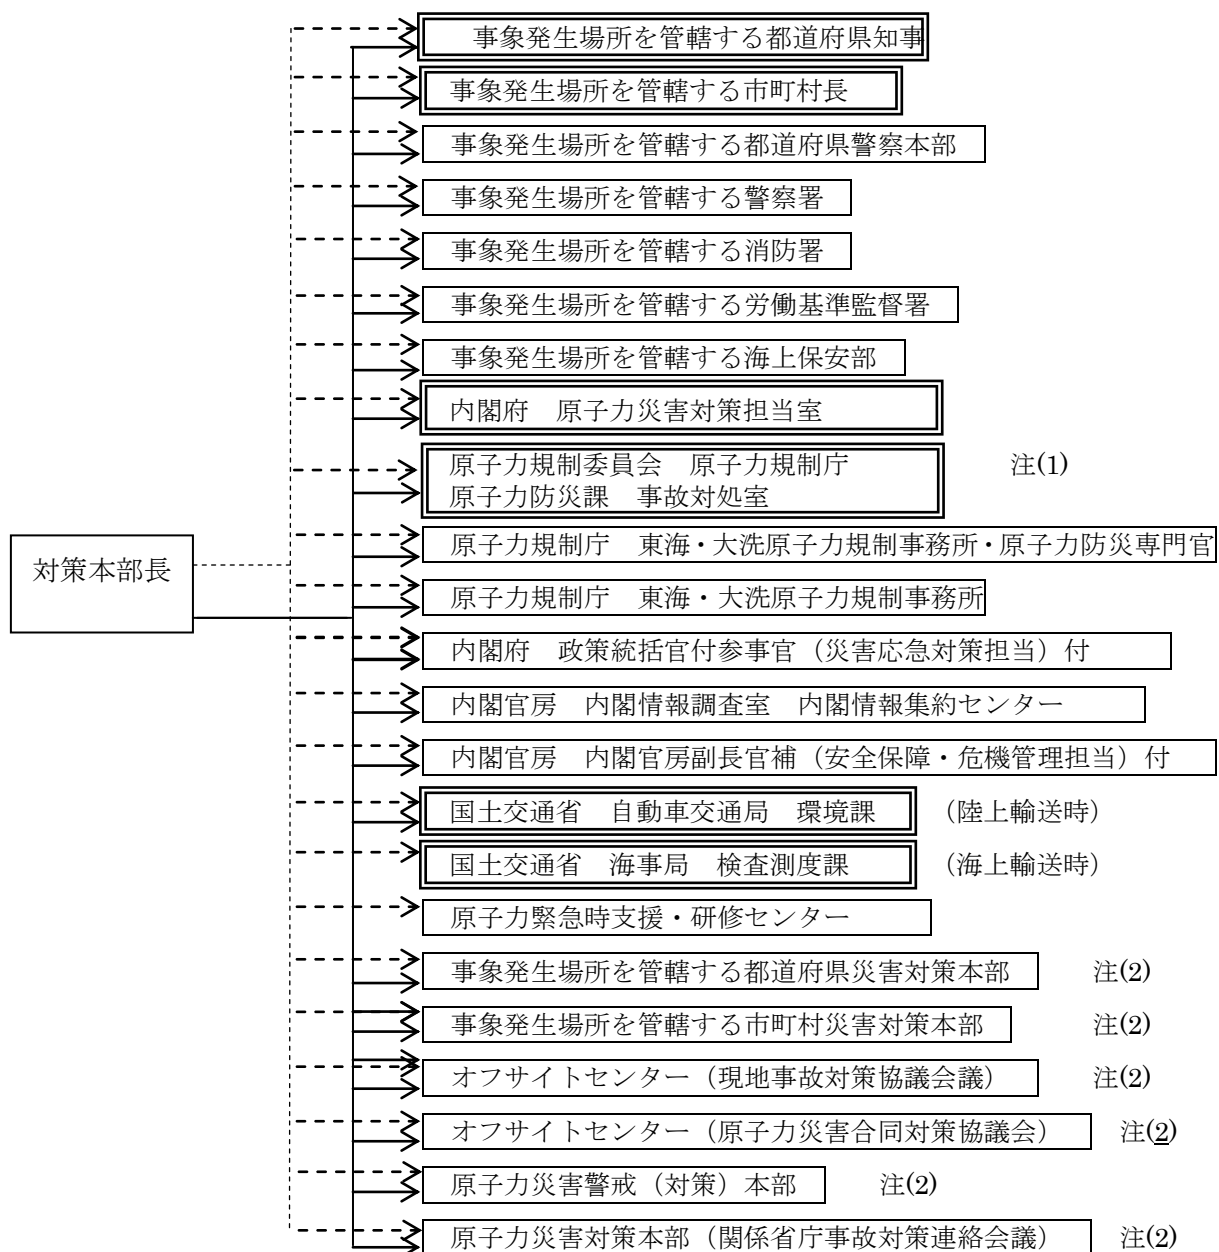 事象発生場所を管轄する都道府県知事
事象発生場所を管轄する市町村長
事象発生場所を管轄する都道府県警察本部
事象発生場所を管轄する警察署
事象発生場所を管轄する消防署
事象発生場所を管轄する労働基準監督署
事象発生場所を管轄する海上保安部
内閣府　原子力災害対策担当室
原子力規制委員会　原子力規制庁　注(1)
原子力防災課　事故対処室
原子力規制庁　東海・大洗原子力規制事務所・原子力防災専門官
対策本部長
原子力規制庁　東海・大洗原子力規制事務所
内閣府　政策統括官付参事官（災害応急対策担当）付
内閣官房　内閣情報調査室　内閣情報集約センター
内閣官房　内閣官房副長官補（安全保障・危機管理担当）付
国土交通省　自動車交通局　環境課　（陸上輸送時）
国土交通省　海事局　検査測度課　（海上輸送時）
原子力緊急時支援・研修センター
事象発生場所を管轄する都道府県災害対策本部　注(2)
事象発生場所を管轄する市町村災害対策本部　注(2)
オフサイトセンター（現地事故対策協議会議）　注(2)
オフサイトセンター（原子力災害合同対策協議会）　注(2)
原子力災害警戒（対策）本部　注(2)
原子力災害対策本部（関係省庁事故対策連絡会議）　注(2)